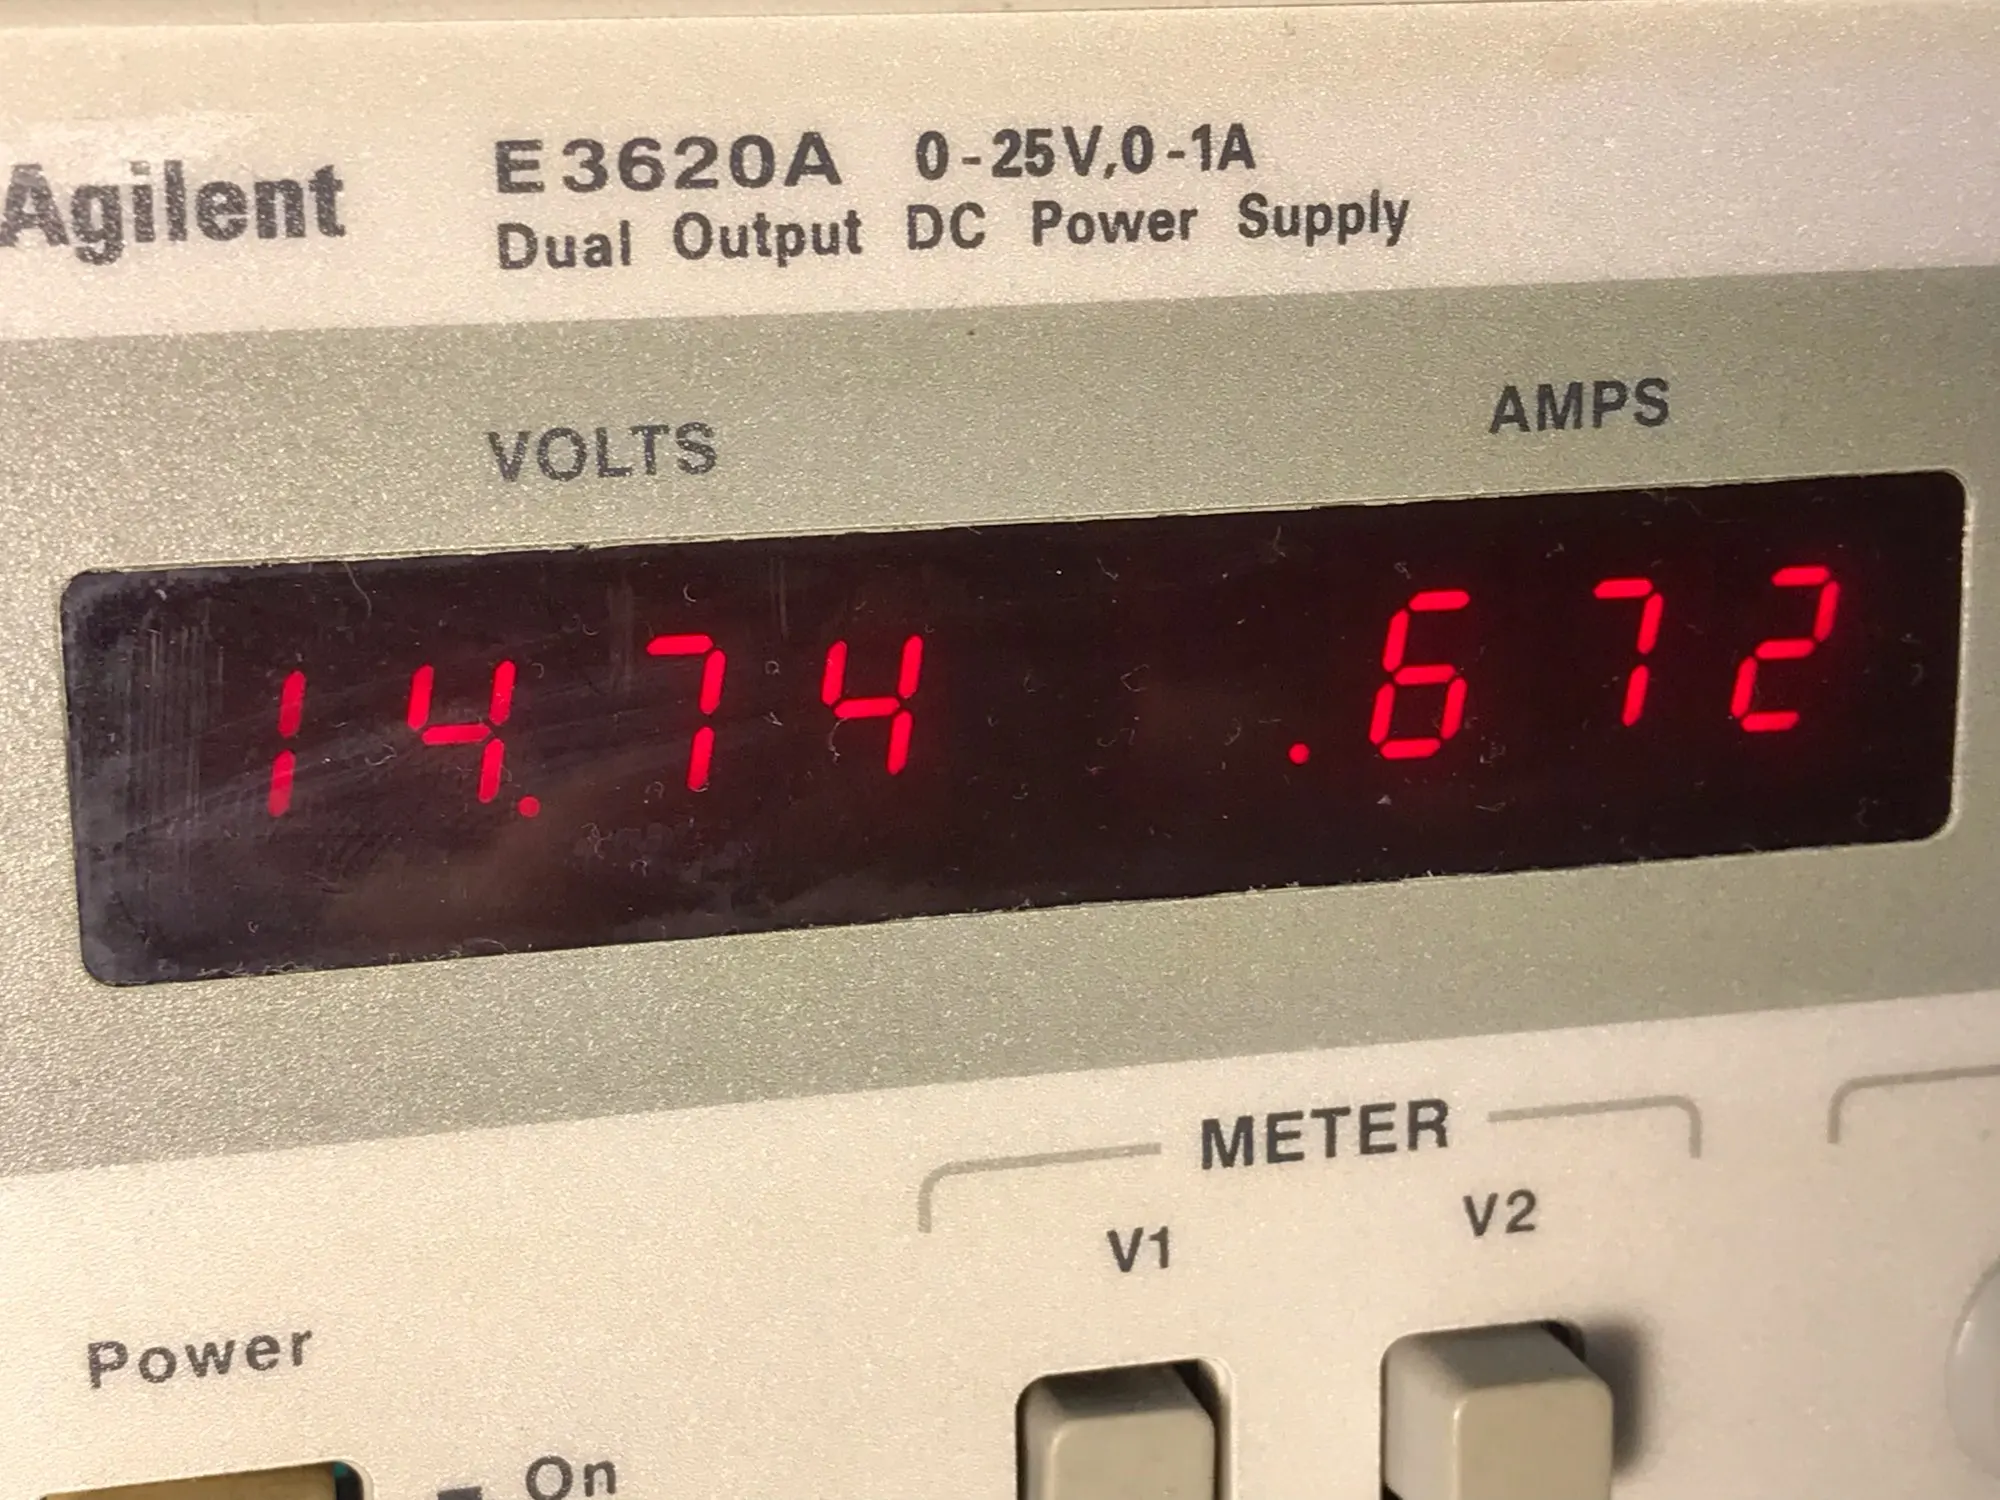 Agilent E3620A 0-25V,0-1A
Dual Output DC Power Supply
VOLTS AMPS
14.74 .672
METER
V1 V2
Power
On